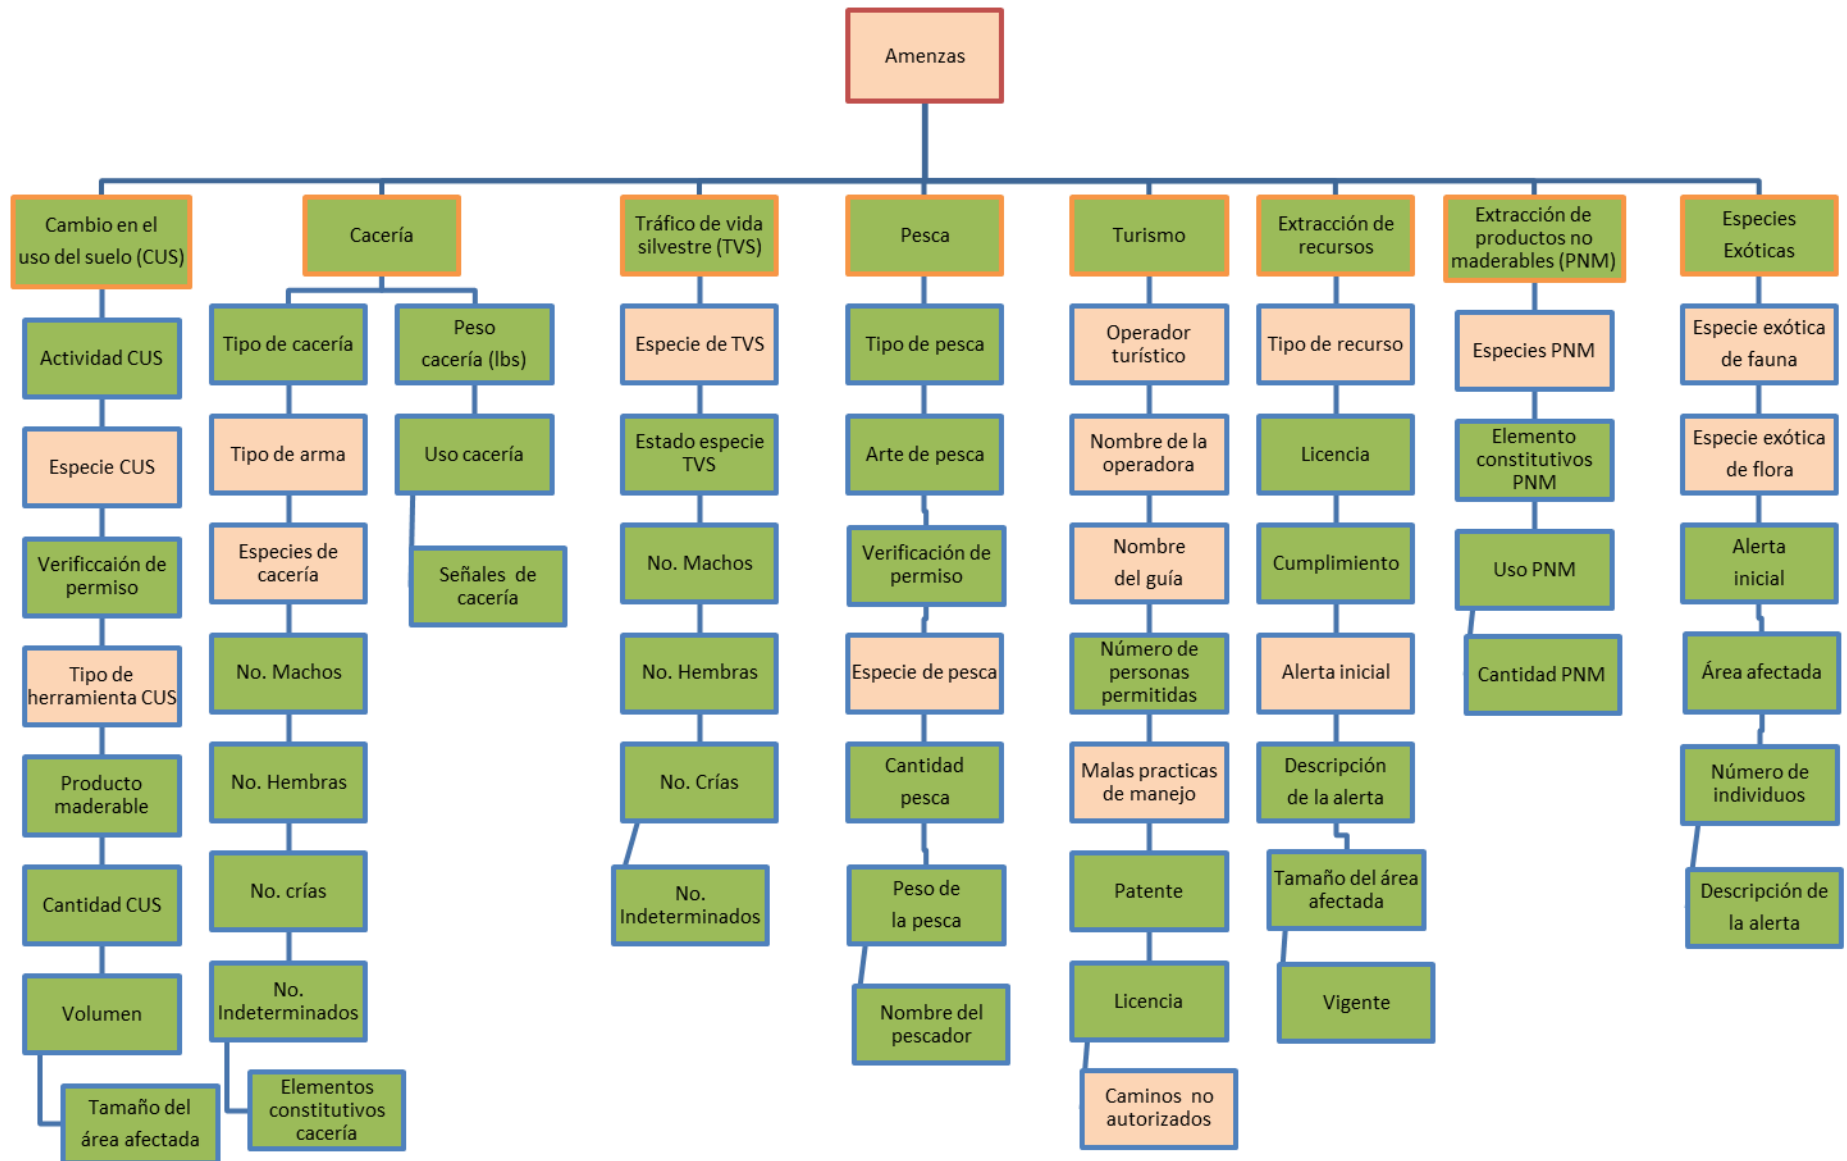 Amenzas
Cambio en el
uso del suelo (CUS)
Actividad CUS
Especie CUS
Verificcaión de
permiso
Tipo de
herramienta CUS
Producto
maderable
Cantidad CUS
Volumen
Tamaño del
área afectada
Cacería
Tipo de cacería
Tipo de arma
Especies de
cacería
No. Machos
No. Hembras
No. crías
No.
Indeterminados
Elementos
constitutivos
cacería
Peso
cacería (lbs)
Uso cacería
Señales de
cacería
Tráfico de vida
silvestre (TVS)
Especie de TVS
Estado especie
TVS
No. Machos
No. Hembras
No. Crías
No.
Indeterminados
Pesca
Tipo de pesca
Arte de pesca
Verificación de
permiso
Especie de pesca
Cantidad
pesca
Peso de
la pesca
Nombre del
pescador
Turismo
Operador
turístico
Nombre de la
operadora
Nombre
del guía
Número de
personas
permitidas
Malas practicas
de manejo
Patente
Licencia
Caminos no
autorizados
Extracción de
recursos
Tipo de recurso
Licencia
Cumplimiento
Alerta inicial
Descripción
de la alerta
Tamaño del área
afectada
Vigente
Extracción de
productos no
maderables (PNM)
Especies PNM
Elemento
constitutivos
PNM
Uso PNM
Cantidad PNM
Especies
Exóticas
Especie exótica
de fauna
Especie exótica
de flora
Alerta
inicial
Área afectada
Número de
individuos
Descripción de
la alerta